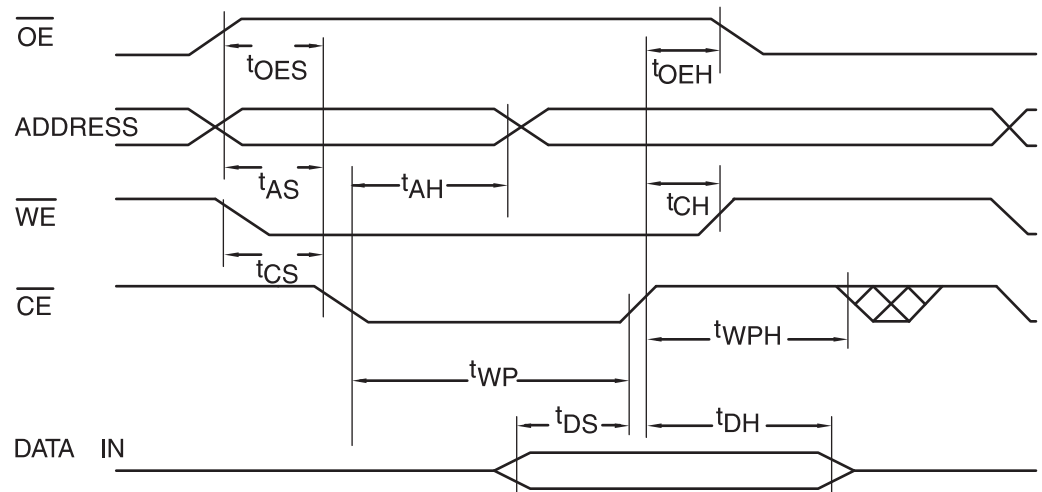 OE
tOES
tOEH
ADDRESS
tAS
tAH
tCH
WE
tCS
CE
tWPH
tWP
tDS
tDH
DATA IN